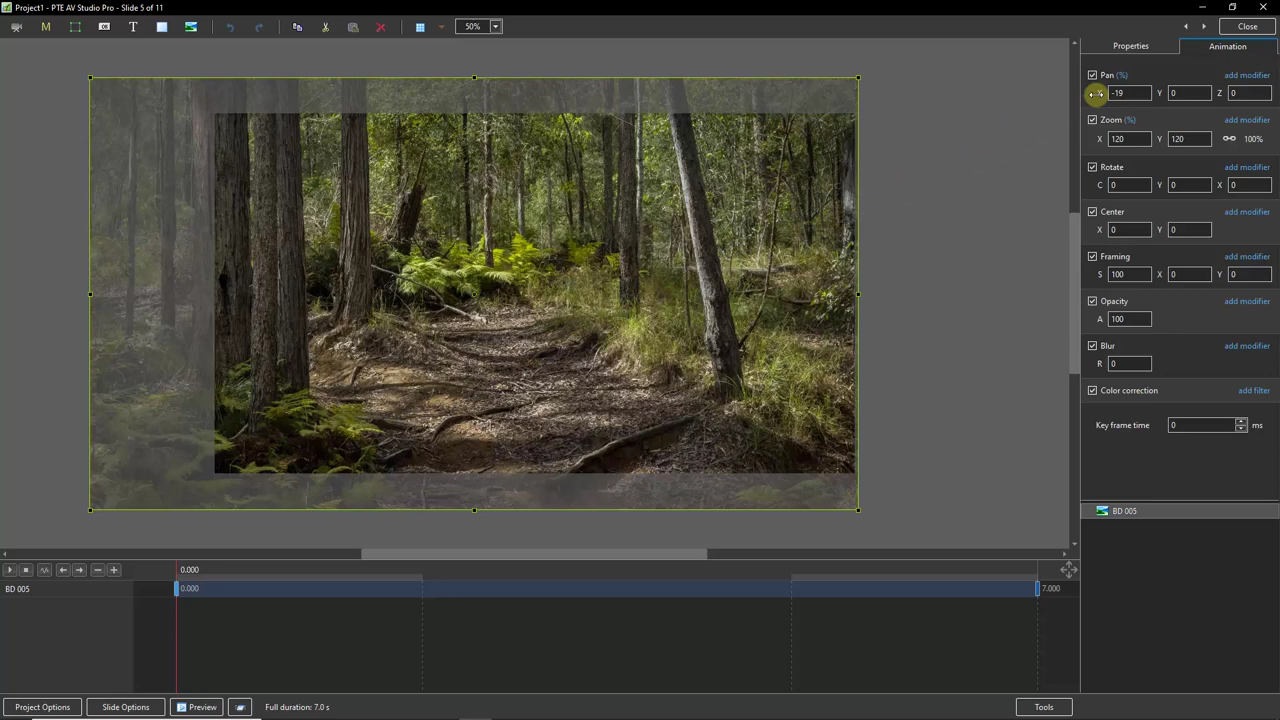 Project1 - PTE AV Studio Pro - Slide 5 of 11
M
OK
T
50%
Close
Properties
Animation
Pan (%)
add modifier
X -19 Y 0 Z 0
Zoom (%)
add modifier
X 120 Y 120 100%
Rotate
add modifier
C 0 Y 0 X 0
Center
add modifier
X 0 Y 0
Framing
add modifier
S 100 X 0 Y 0
Opacity
add modifier
A 100
Blur
add modifier
R 0
Color correction
add filter
Key frame time 0 ms
BD 005
0.000
BD 005
0.000
7.000
Project Options
Slide Options
Preview
Full duration: 7.0 s
Tools